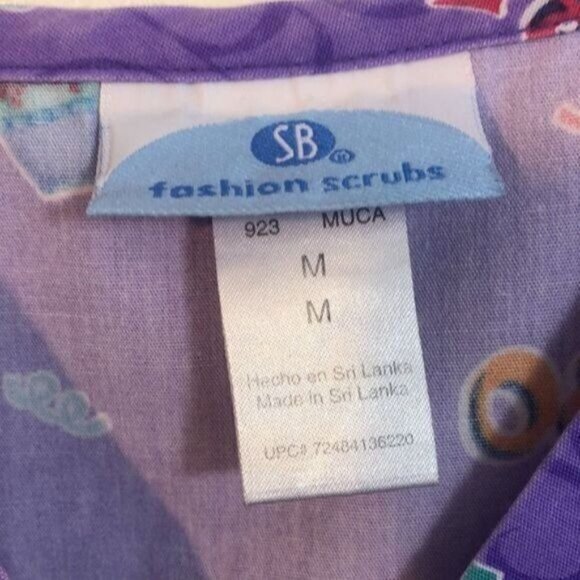 SB®
fashion scrubs
923 MUCA
M
M
Hecho en Sri Lanka
Made in Sri Lanka
UPC# 72484136220